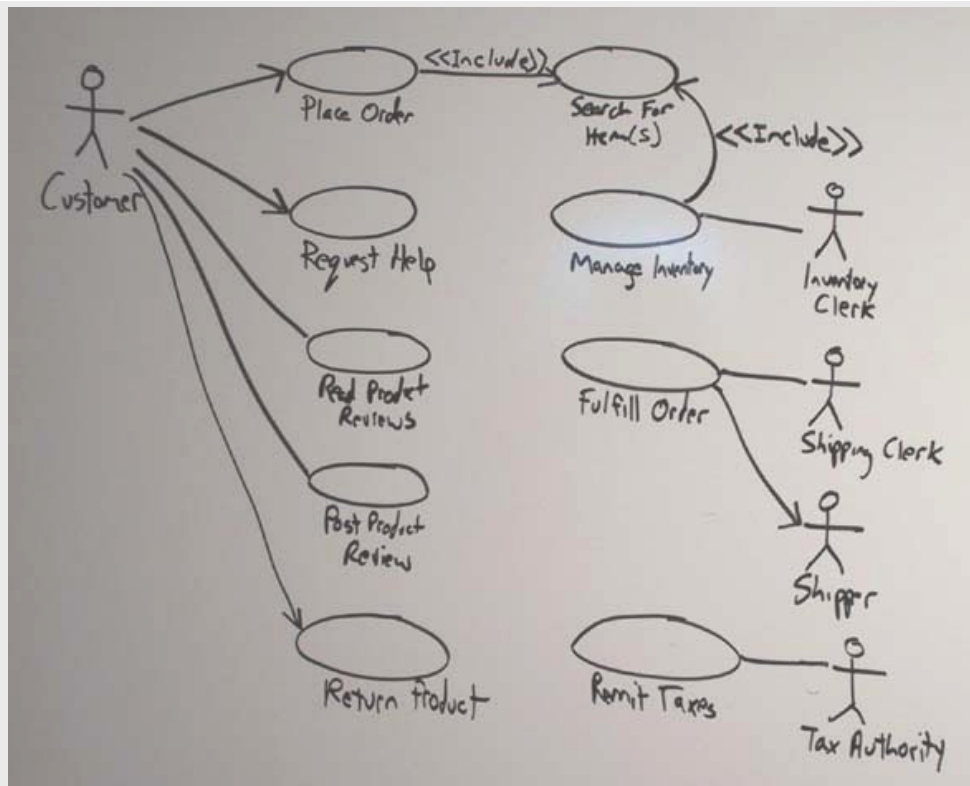 <<Include>>
Place Order
Search For
Item(s)
<<Include>>
Customer
Request Help
Manage Inventory
Inventory
Clerk
Read Product
Reviews
Fulfill Order
Shipping Clerk
Post Product
Reviews
Shipper
Return Product
Remit Taxes
Tax Authority